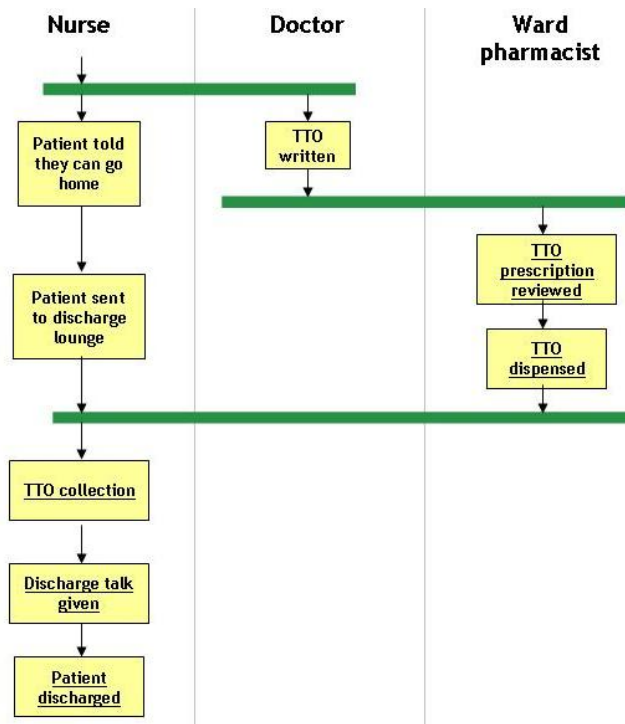 Nurse
Doctor
Ward
pharmacist
Patient told
they can go
home
TTO
written
TTO
prescription
reviewed
Patient sent
to discharge
lounge
TTO
dispensed
TTO collection
Discharge talk
given
Patient
discharged